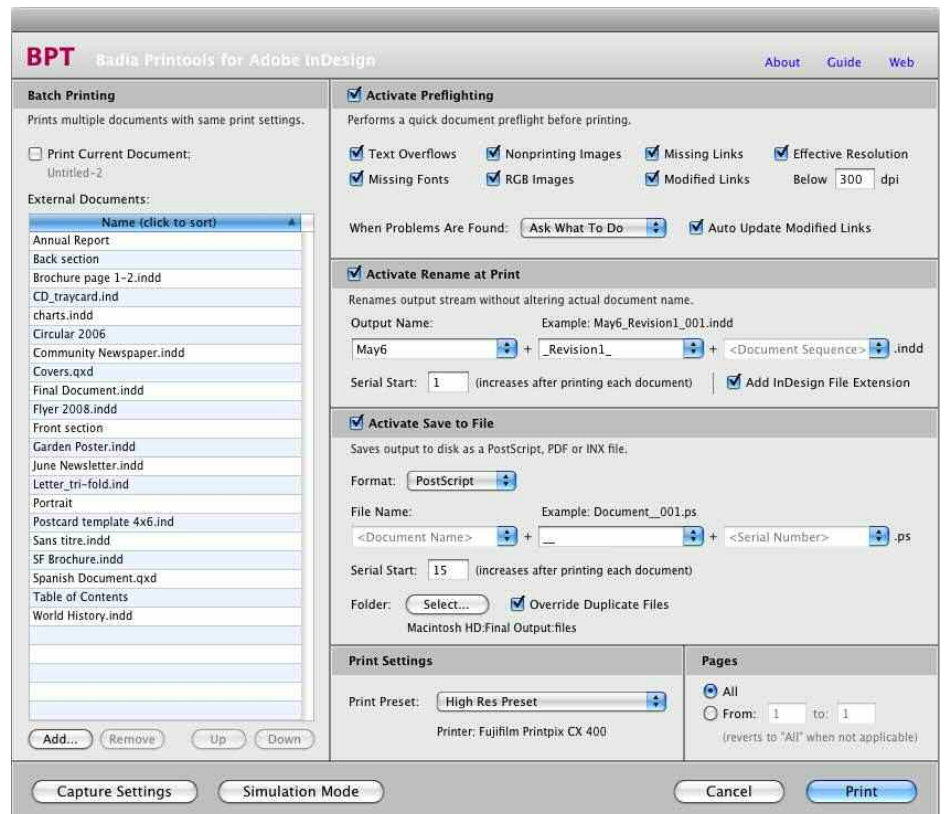 BPT Badia Printools for Adobe InDesign
About Guide Web
Batch Printing
Prints multiple documents with same print settings.
Print Current Document:
Untitled-2
External Documents:
Name (click to sort)
Annual Report
Back section
Brochure page 1-2.indd
CD_traycard.ind
charts.indd
Circular 2006
Community Newspaper.indd
Covers.qxd
Final Document.indd
Flyer 2008.indd
Front section
Garden Poster.indd
June Newsletter.indd
Letter_tri-fold.ind
Portrait
Postcard template 4x6.ind
Sans titre.indd
SF Brochure.indd
Spanish Document.qxd
Table of Contents
World History.indd
Add... Remove Up Down
Activate Preflighting
Performs a quick document preflight before printing.
Text Overflows Nonprinting Images Missing Links Effective Resolution
Missing Fonts RGB Images Modified Links Below 300 dpi
When Problems Are Found: Ask What To Do Auto Update Modified Links
Activate Rename at Print
Renames output stream without altering actual document name.
Output Name: Example: May6_Revision1_001.indd
May6 + _Revision1_ + <Document Sequence> .indd
Serial Start: 1 (increases after printing each document) Add InDesign File Extension
Activate Save to File
Saves output to disk as a PostScript, PDF or INX file.
Format: PostScript
File Name: Example: Document__001.ps
<Document Name> + __ + <Serial Number> .ps
Serial Start: 15 (increases after printing each document)
Folder: Select... Override Duplicate Files
Macintosh HD:Final Output:files
Print Settings
Print Preset: High Res Preset
Printer: Fujifilm Printpix CX 400
Pages
All
From: 1 to: 1
(reverts to "All" when not applicable)
Capture Settings Simulation Mode Cancel Print